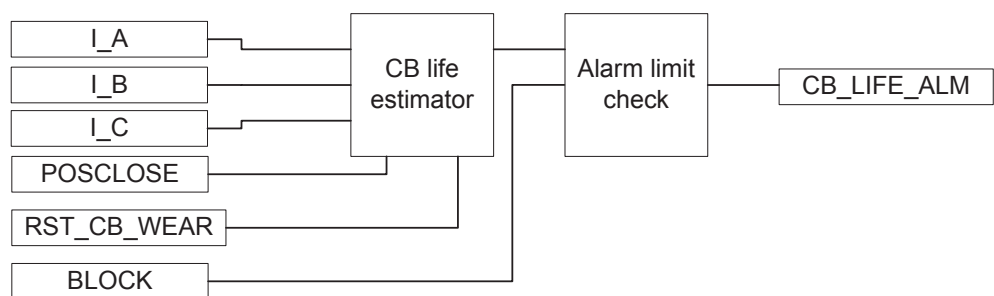 I_A
I_B
I_C
POSCLOSE
RST_CB_WEAR
BLOCK
CB life
estimator
Alarm limit
check
CB_LIFE_ALM